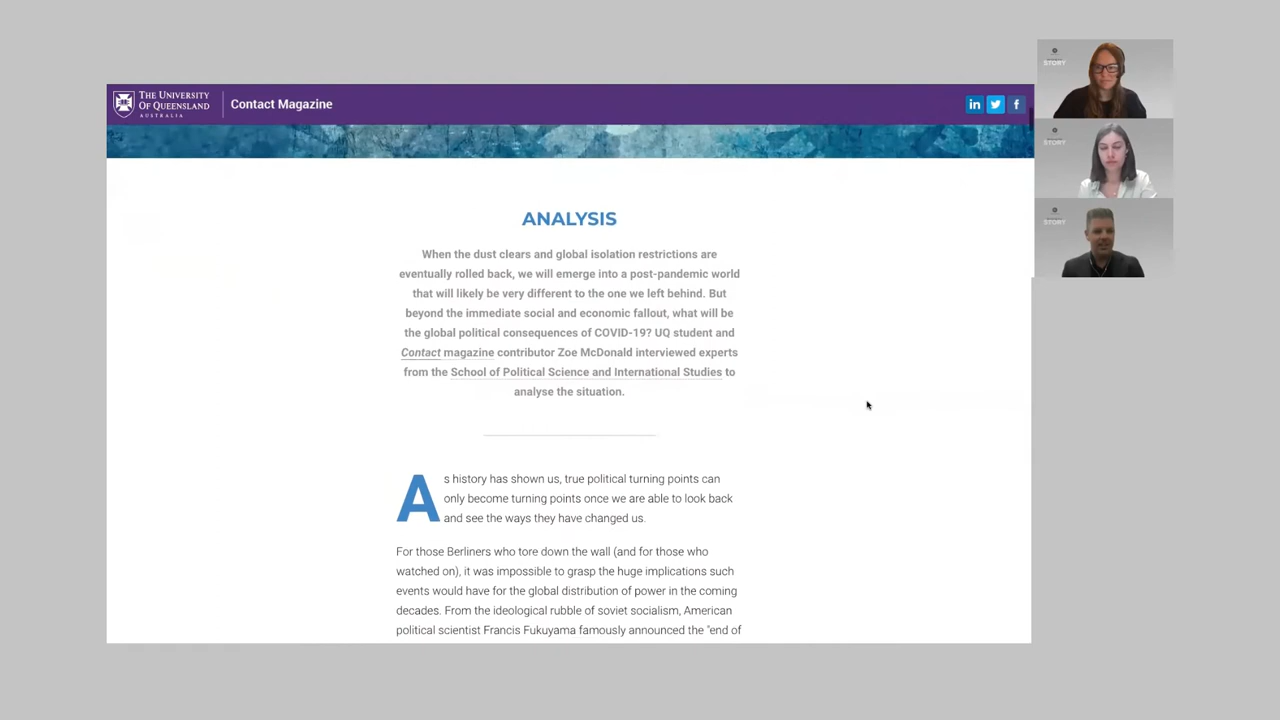 THE UNIVERSITY
OF QUEENSLAND
AUSTRALIA
Contact Magazine
in
f
STORY
STORY
STORY
ANALYSIS
When the dust clears and global isolation restrictions are
eventually rolled back, we will emerge into a post-pandemic world
that will likely be very different to the one we left behind. But
beyond the immediate social and economic fallout, what will be
the global political consequences of COVID-19? UQ student and
Contact magazine contributor Zoe McDonald interviewed experts
from the School of Political Science and International Studies to
analyse the situation.
As history has shown us, true political turning points can
only become turning points once we are able to look back
and see the ways they have changed us.
For those Berliners who tore down the wall (and for those who
watched on), it was impossible to grasp the huge implications such
events would have for the global distribution of power in the coming
decades. From the ideological rubble of soviet socialism, American
political scientist Francis Fukuyama famously announced the "end of